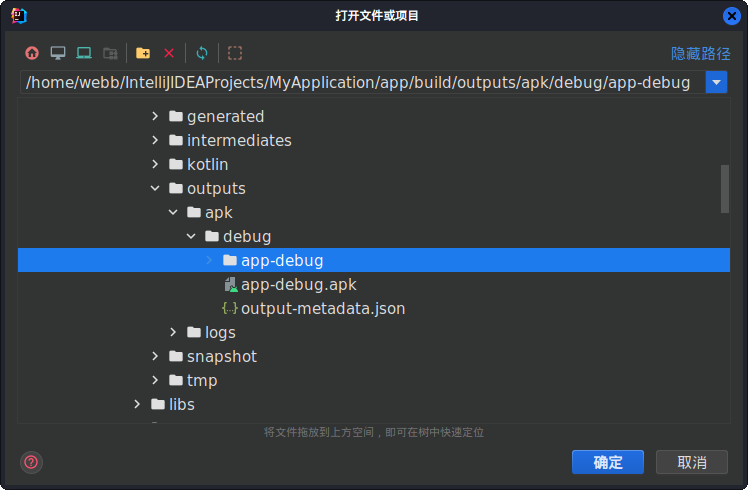 打开文件或项目
隐藏路径
/home/webb/IntelliJIDEAProjects/MyApplication/app/build/outputs/apk/debug/app-debug
generated
intermediates
kotlin
outputs
apk
debug
app-debug
app-debug.apk
output-metadata.json
logs
snapshot
tmp
libs
将文件拖放到上方空间，即可在树中快速定位
确定
取消